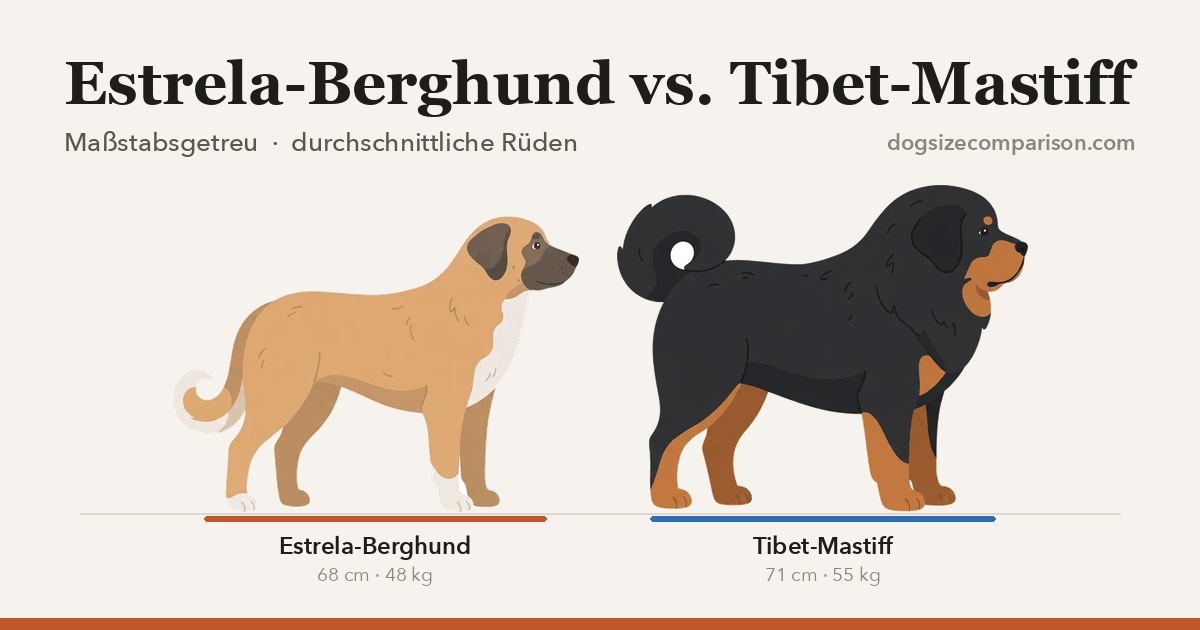 Estrela-Berghund vs. Tibet-Mastiff
Maßstabsgetreu · durchschnittliche Rüden
dogsizecomparison.com
Estrela-Berghund
68 cm · 48 kg
Tibet-Mastiff
71 cm · 55 kg